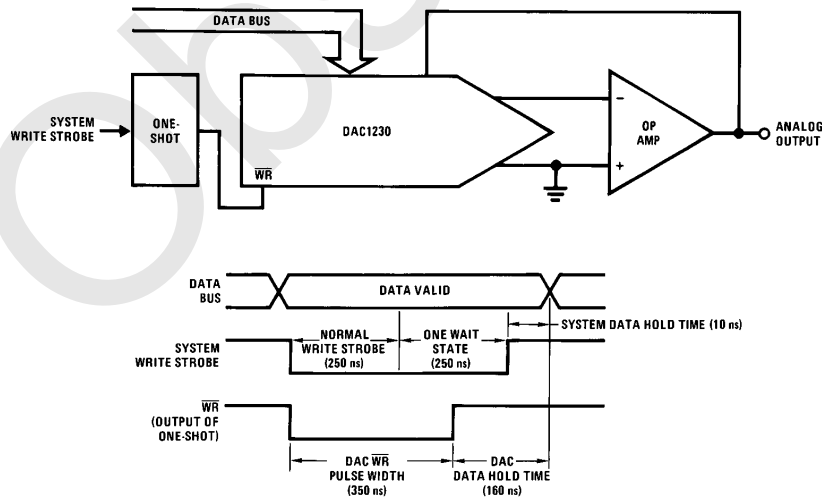 DATA BUS
SYSTEM
WRITE STROBE
ONE-
SHOT
DAC1230
WR
OP
AMP
−
+
ANALOG
OUTPUT
DATA
BUS
DATA VALID
SYSTEM DATA HOLD TIME (10 ns)
SYSTEM
WRITE STROBE
NORMAL
WRITE STROBE
(250 ns)
ONE WAIT
STATE
(250 ns)
WR
(OUTPUT OF
ONE-SHOT)
DAC WR
PULSE WIDTH
(350 ns)
DAC
DATA HOLD TIME
(160 ns)